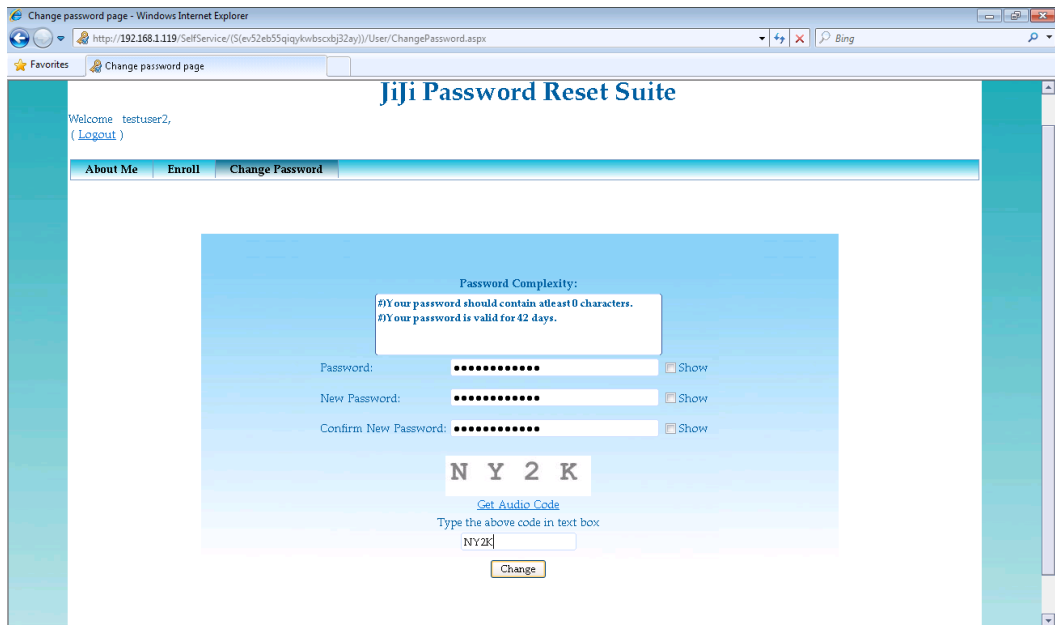 Change password page - Windows Internet Explorer
http://192.168.1.119/SelfService/(S(ev52eb55qiqykwbscxbj32ay))/User/ChangePassword.aspx
Bing
Favorites
Change password page
JiJi Password Reset Suite
Welcome testuser2,
( Logout )
About Me Enroll Change Password
Password Complexity:
#)Your password should contain atleast 0 characters.
#)Your password is valid for 42 days.
Password: ●●●●●●●●●●●● Show
New Password: ●●●●●●●●●●●● Show
Confirm New Password: ●●●●●●●●●●●● Show
N Y 2 K
Get Audio Code
Type the above code in text box
NY2K
Change